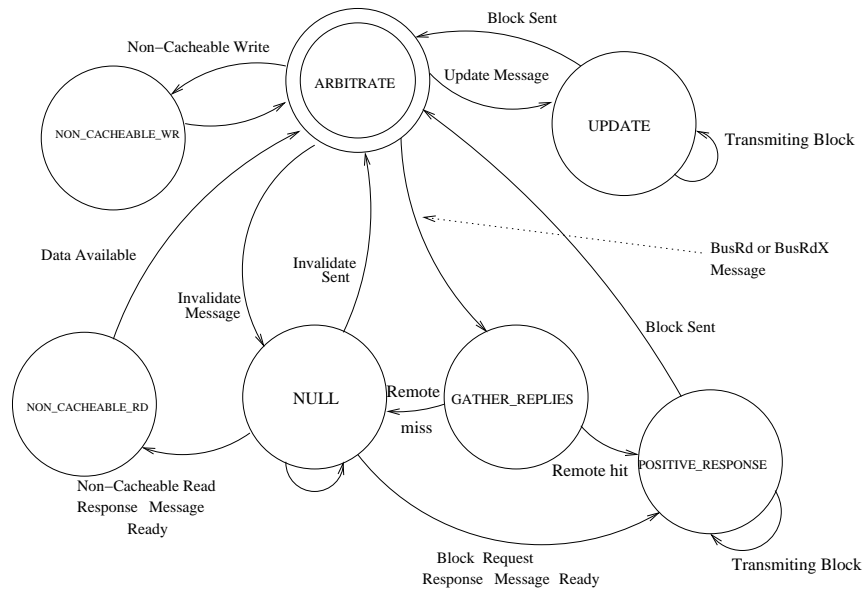 Block Sent
Non-Cacheable Write
ARBITRATE
Update Message
NON_CACHEABLE_WR
UPDATE
Transmiting Block
Data Available
Invalidate
Sent
BusRd or BusRdX
Message
Invalidate
Message
Block Sent
NON_CACHEABLE_RD
NULL
Remote
miss
GATHER_REPLIES
Remote hit
POSITIVE_RESPONSE
Non-Cacheable Read
Response Message
Ready
Block Request
Response Message Ready
Transmiting Block